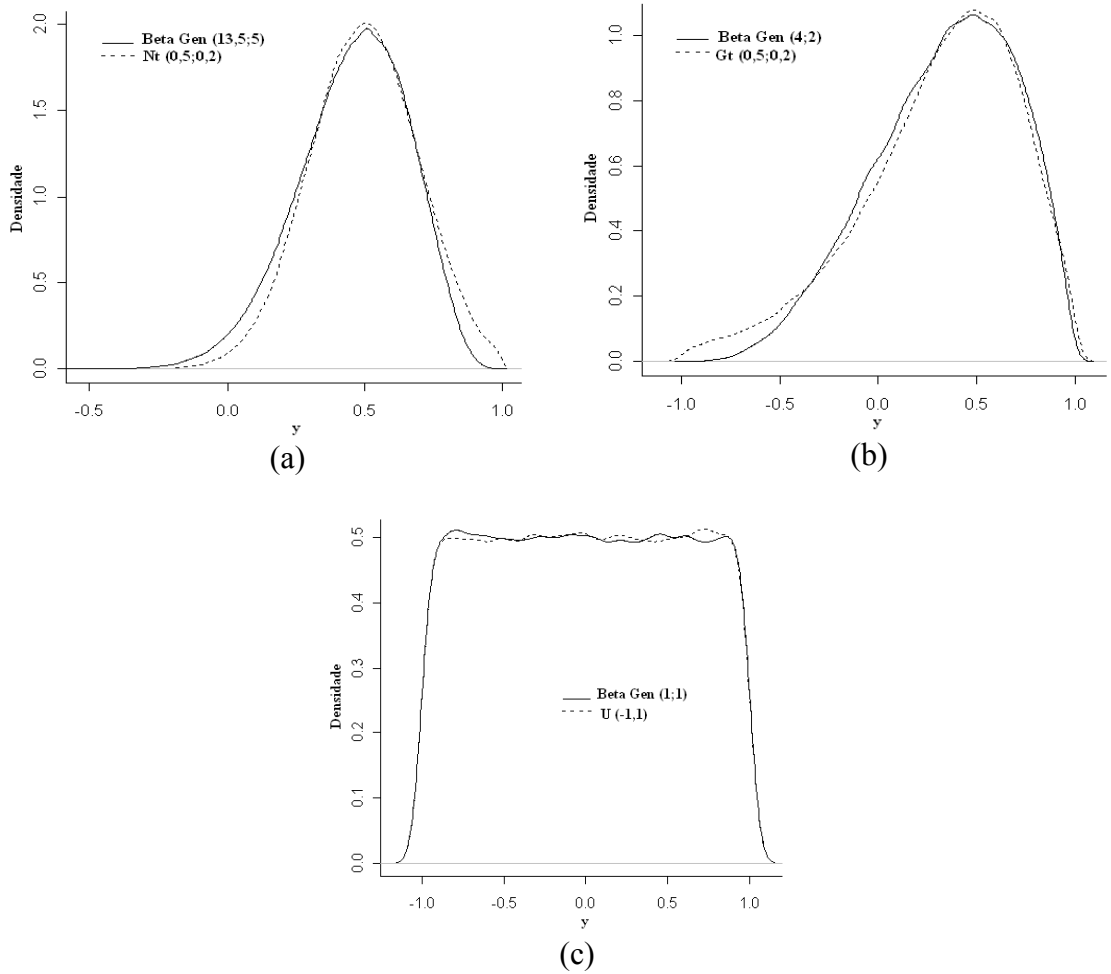 Beta Gen (13,5;5)
Nt (0,5;0,2)
Densidade
0.0
0.5
1.0
1.5
2.0
-0.5
0.0
0.5
1.0
y
(a)
Beta Gen (4;2)
Gt (0,5;0,2)
Densidade
0.0
0.2
0.4
0.6
0.8
1.0
-1.0
-0.5
0.0
0.5
1.0
y
(b)
Beta Gen (1;1)
U (-1,1)
Densidade
0.0
0.1
0.2
0.3
0.4
0.5
-1.0
-0.5
0.0
0.5
1.0
y
(c)